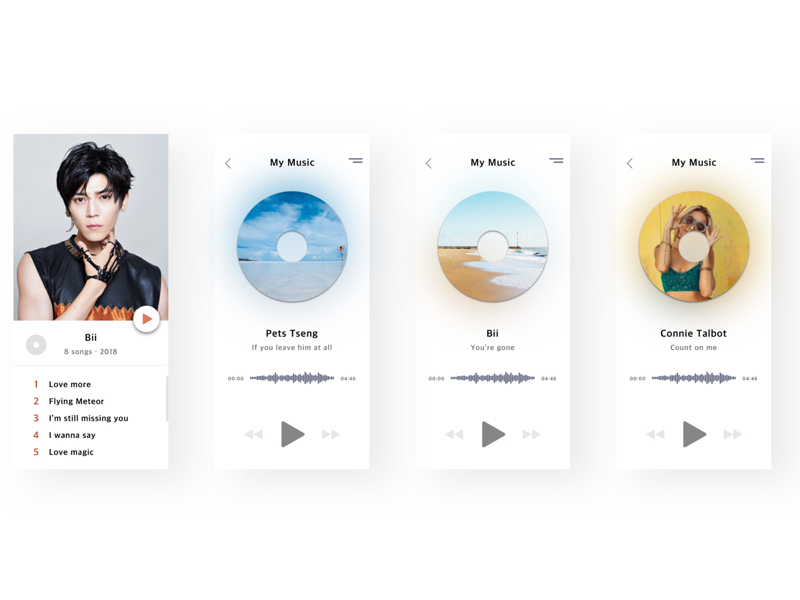 Bii
8 songs · 2018
1 Love more
2 Flying Meteor
3 I'm still missing you
4 I wanna say
5 Love magic
My Music
Pets Tseng
If you leave him at all
00:00 04:46
My Music
Bii
You're gone
00:00 04:46
My Music
Connie Talbot
Count on me
00:00 04:46